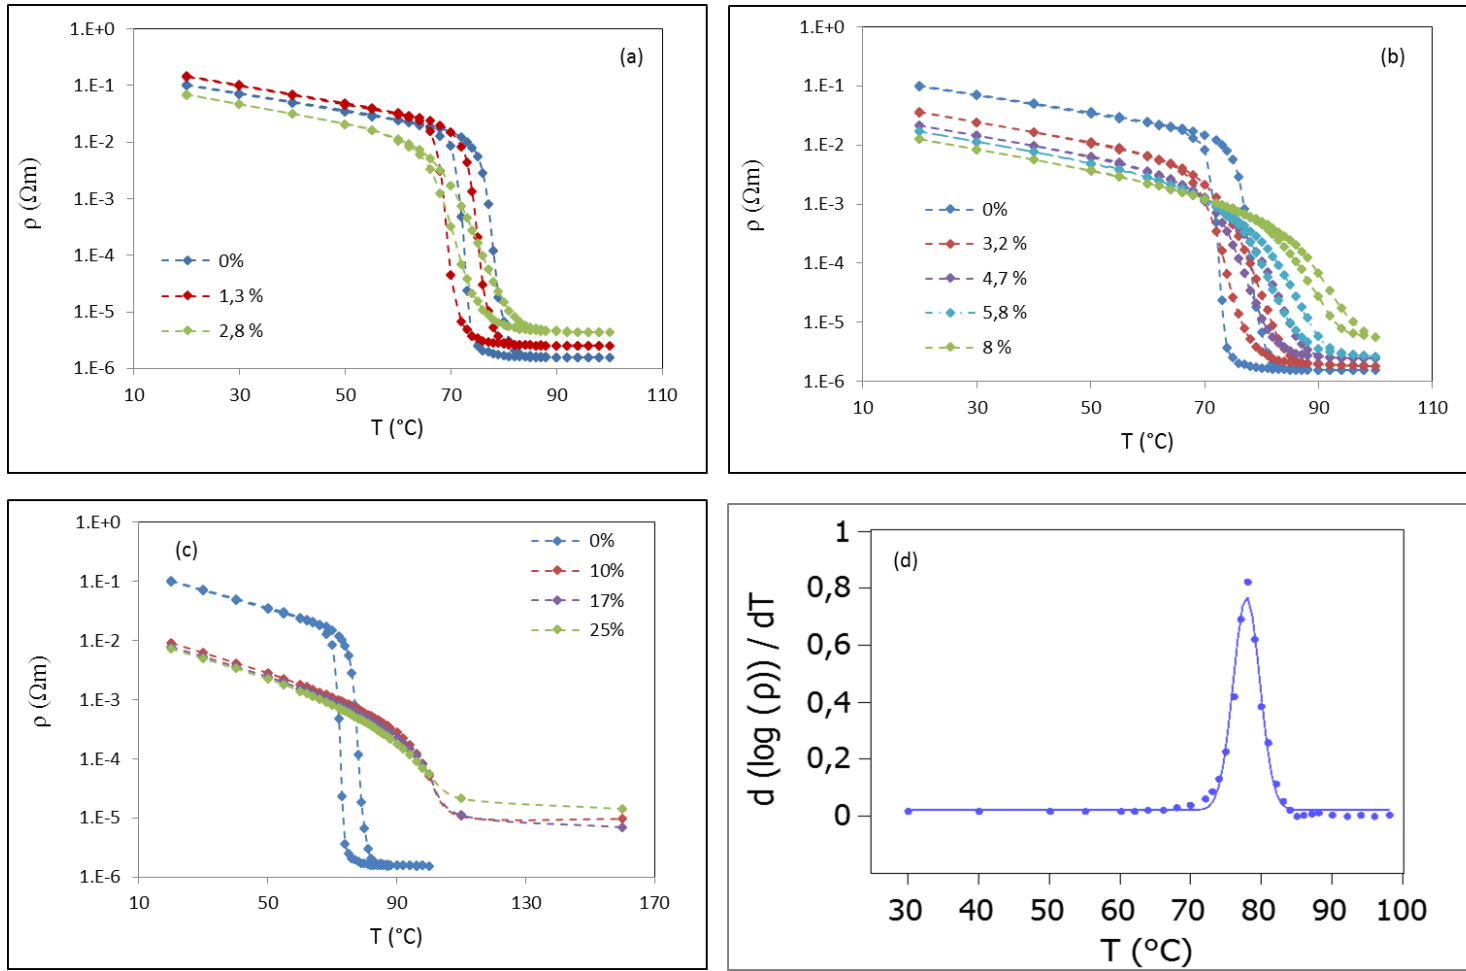 (a)
1.E+0
1.E-1
1.E-2
1.E-3
1.E-4
1.E-5
1.E-6
ρ (Ωm)
0%
1,3 %
2,8 %
10 30 50 70 90 110
T (°C)
(b)
1.E+0
1.E-1
1.E-2
1.E-3
1.E-4
1.E-5
1.E-6
ρ (Ωm)
0%
3,2 %
4,7 %
5,8 %
8 %
10 30 50 70 90 110
T (°C)
(c)
1.E+0
1.E-1
1.E-2
1.E-3
1.E-4
1.E-5
1.E-6
ρ (Ωm)
0%
10%
17%
25%
10 50 90 130 170
T (°C)
(d)
1
0,8
0,6
0,4
0,2
0
d (log (ρ)) / dT
30 40 50 60 70 80 90 100
T (°C)